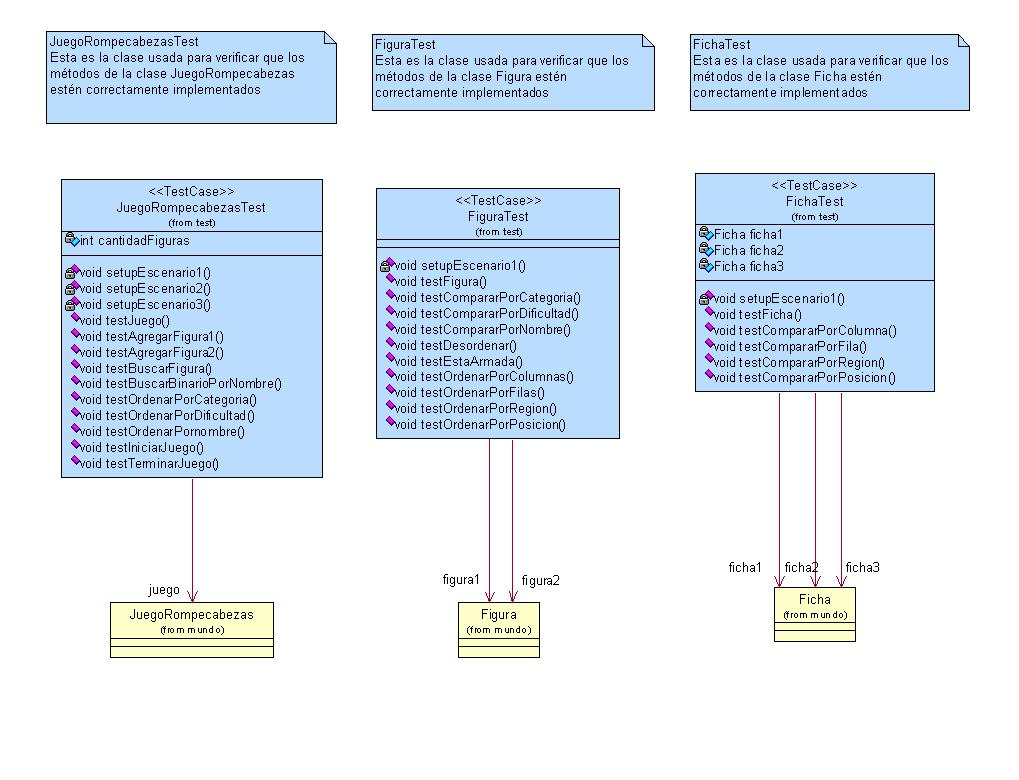 JuegoRompecabezasTest
Esta es la clase usada para verificar que los
métodos de la clase JuegoRompecabezas
estén correctamente implementados
FiguraTest
Esta es la clase usada para verificar que los
métodos de la clase Figura estén
correctamente implementados
FichaTest
Esta es la clase usada para verificar que los
métodos de la clase Ficha estén
correctamente implementados
<<TestCase>>
JuegoRompecabezasTest
(from test)
int cantidadFiguras
void setupEscenario1()
void setupEscenario2()
void setupEscenario3()
void testJuego()
void testAgregarFigura1()
void testAgregarFigura2()
void testBuscarFigura()
void testBuscarBinarioPorNombre()
void testOrdenarPorCategoria()
void testOrdenarPorDificultad()
void testOrdenarPornombre()
void testIniciarJuego()
void testTerminarJuego()
<<TestCase>>
FiguraTest
(from test)
void setupEscenario1()
void testFigura()
void testCompararPorCategoria()
void testCompararPorDificultad()
void testCompararPorNombre()
void testDesordenar()
void testEstaArmada()
void testOrdenarPorColumnas()
void testOrdenarPorFilas()
void testOrdenarPorRegion()
void testOrdenarPorPosicion()
<<TestCase>>
FichaTest
(from test)
Ficha ficha1
Ficha ficha2
Ficha ficha3
void setupEscenario1()
void testFicha()
void testCompararPorColumna()
void testCompararPorFila()
void testCompararPorRegion()
void testCompararPorPosicion()
juego
JuegoRompecabezas
(from mundo)
figura1
figura2
Figura
(from mundo)
ficha1
ficha2
ficha3
Ficha
(from mundo)